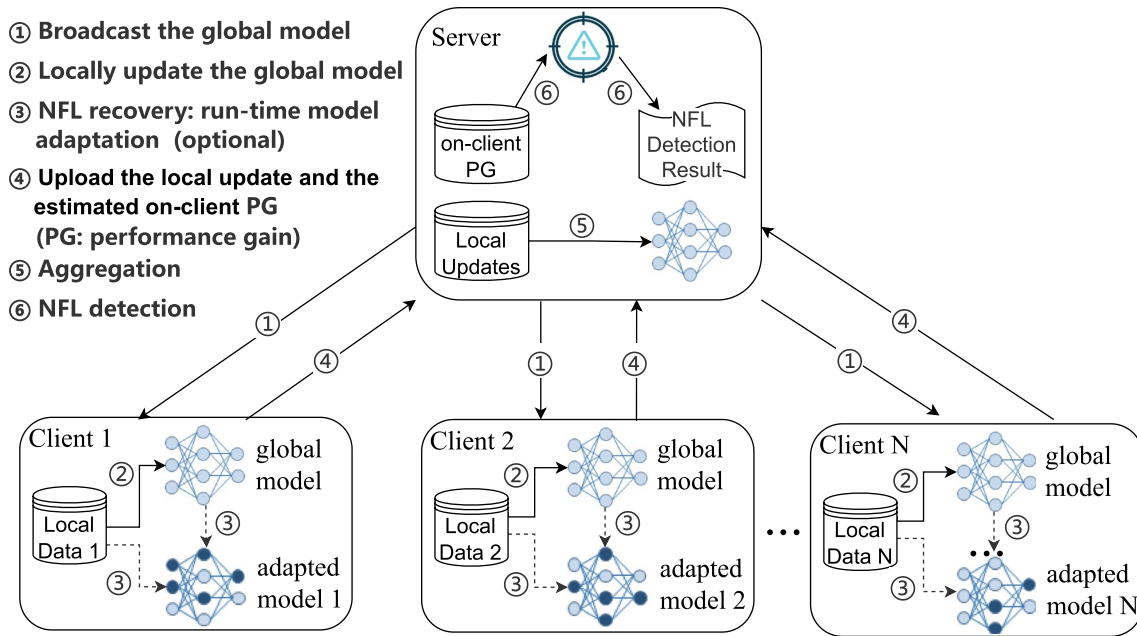 ① Broadcast the global model
② Locally update the global model
③ NFL recovery: run-time model
adaptation (optional)
④ Upload the local update and the
estimated on-client PG
(PG: performance gain)
⑤ Aggregation
⑥ NFL detection
Server
⑥
⑥
on-client
PG
NFL
Detection
Result
Local
Updates
⑤
①
④
①
④
①
④
Client 1
②
global
model
Local
Data 1
③
③
adapted
model 1
Client 2
②
global
model
Local
Data 2
③
③
adapted
model 2
...
Client N
②
global
model
Local
Data N
③
...
③
adapted
model N